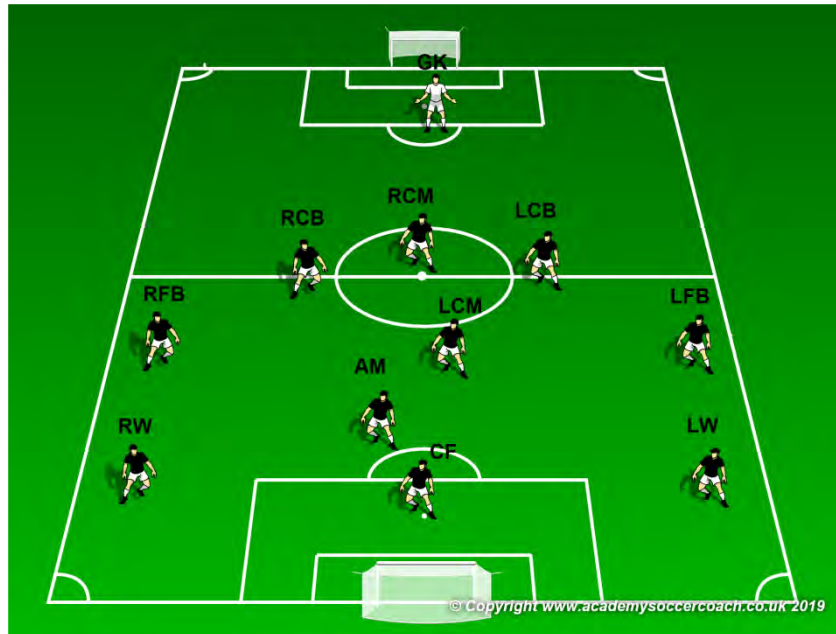 GK
RCM
RCB
LCB
RFB
LCM
LFB
AM
RW
CF
LW
© Copyright www.academysoccercoach.co.uk 2019